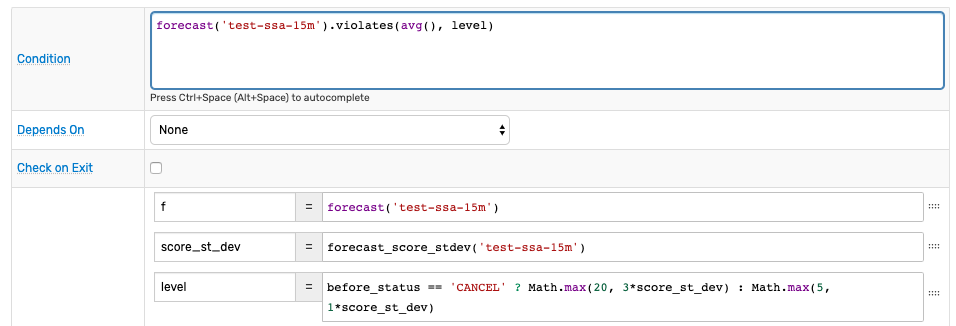 forecast('test-ssa-15m').violates(avg(), level)
Condition
Press Ctrl+Space (Alt+Space) to autocomplete
Depends On
None
Check on Exit
f = forecast('test-ssa-15m')
score_st_dev = forecast_score_stdev('test-ssa-15m')
level = before_status == 'CANCEL' ? Math.max(20, 3*score_st_dev) : Math.max(5,
1*score_st_dev)